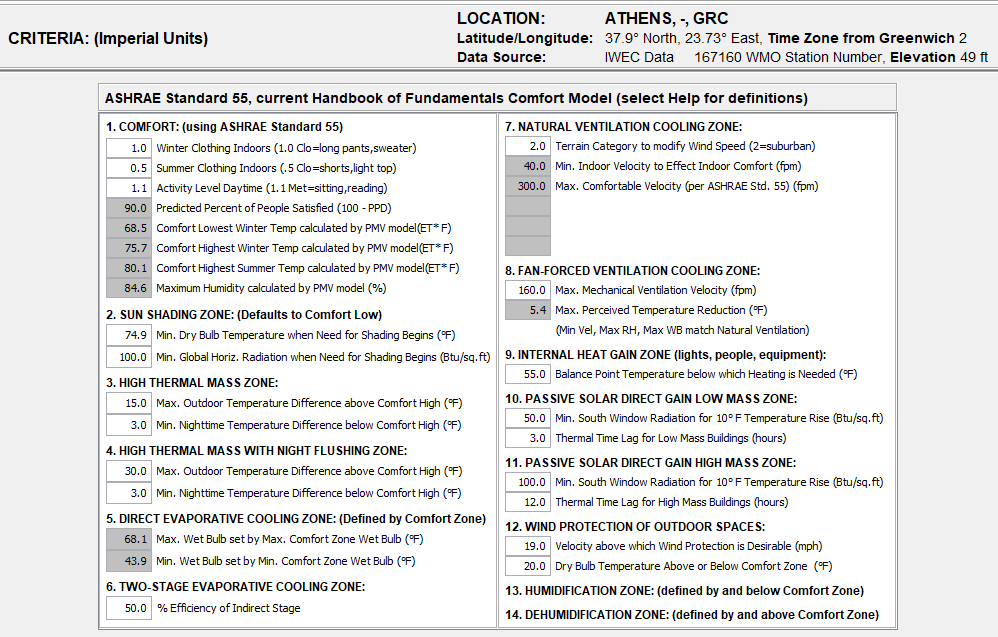 CRITERIA: (Imperial Units)
LOCATION: ATHENS, -, GRC
Latitude/Longitude: 37.9° North, 23.73° East, Time Zone from Greenwich 2
Data Source: IWEC Data 167160 WMO Station Number, Elevation 49 ft
ASHRAE Standard 55, current Handbook of Fundamentals Comfort Model (select Help for definitions)
1. COMFORT: (using ASHRAE Standard 55)
1.0 Winter Clothing Indoors (1.0 Clo=long pants,sweater)
0.5 Summer Clothing Indoors (.5 Clo=shorts,light top)
1.1 Activity Level Daytime (1.1 Met=sitting,reading)
90.0 Predicted Percent of People Satisfied (100 - PPD)
68.5 Comfort Lowest Winter Temp calculated by PMV model(ET* F)
75.7 Comfort Highest Winter Temp calculated by PMV model(ET* F)
80.1 Comfort Highest Summer Temp calculated by PMV model(ET* F)
84.6 Maximum Humidity calculated by PMV model (%)
2. SUN SHADING ZONE: (Defaults to Comfort Low)
74.9 Min. Dry Bulb Temperature when Need for Shading Begins (°F)
100.0 Min. Global Horiz. Radiation when Need for Shading Begins (Btu/sq.ft)
3. HIGH THERMAL MASS ZONE:
15.0 Max. Outdoor Temperature Difference above Comfort High (°F)
3.0 Min. Nighttime Temperature Difference below Comfort High (°F)
4. HIGH THERMAL MASS WITH NIGHT FLUSHING ZONE:
30.0 Max. Outdoor Temperature Difference above Comfort High (°F)
3.0 Min. Nighttime Temperature Difference below Comfort High (°F)
5. DIRECT EVAPORATIVE COOLING ZONE: (Defined by Comfort Zone)
68.1 Max. Wet Bulb set by Max. Comfort Zone Wet Bulb (°F)
43.9 Min. Wet Bulb set by Min. Comfort Zone Wet Bulb (°F)
6. TWO-STAGE EVAPORATIVE COOLING ZONE:
50.0 % Efficiency of Indirect Stage
7. NATURAL VENTILATION COOLING ZONE:
2.0 Terrain Category to modify Wind Speed (2=suburban)
40.0 Min. Indoor Velocity to Effect Indoor Comfort (fpm)
300.0 Max. Comfortable Velocity (per ASHRAE Std. 55) (fpm)
8. FAN-FORCED VENTILATION COOLING ZONE:
160.0 Max. Mechanical Ventilation Velocity (fpm)
5.4 Max. Perceived Temperature Reduction (°F)
(Min Vel, Max RH, Max WB match Natural Ventilation)
9. INTERNAL HEAT GAIN ZONE (lights, people, equipment):
55.0 Balance Point Temperature below which Heating is Needed (°F)
10. PASSIVE SOLAR DIRECT GAIN LOW MASS ZONE:
50.0 Min. South Window Radiation for 10° F Temperature Rise (Btu/sq.ft)
3.0 Thermal Time Lag for Low Mass Buildings (hours)
11. PASSIVE SOLAR DIRECT GAIN HIGH MASS ZONE:
100.0 Min. South Window Radiation for 10° F Temperature Rise (Btu/sq.ft)
12.0 Thermal Time Lag for High Mass Buildings (hours)
12. WIND PROTECTION OF OUTDOOR SPACES:
19.0 Velocity above which Wind Protection is Desirable (mph)
20.0 Dry Bulb Temperature Above or Below Comfort Zone (°F)
13. HUMIDIFICATION ZONE: (defined by and below Comfort Zone)
14. DEHUMIDIFICATION ZONE: (defined by and above Comfort Zone)